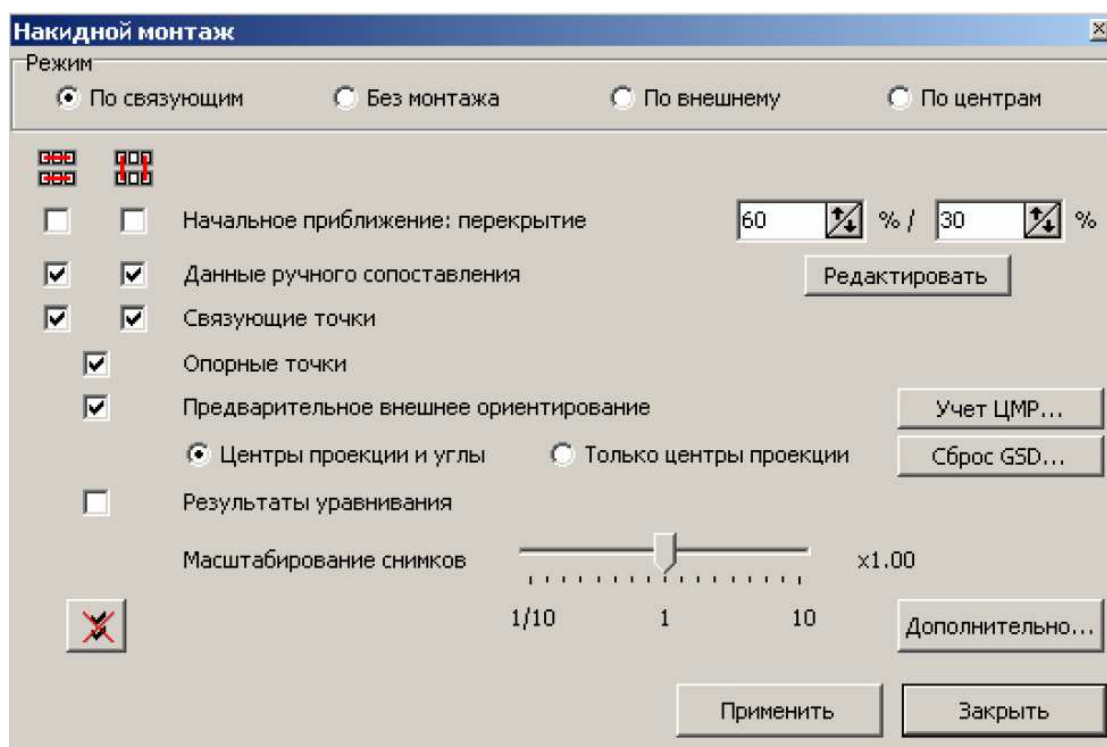 Накидной монтаж
Режим
По связующим Без монтажа По внешнему По центрам
Начальное приближение: перекрытие 60 % / 30 %
Данные ручного сопоставления Редактировать
Связующие точки
Опорные точки
Предварительное внешнее ориентирование Учет ЦМР...
Центры проекции и углы Только центры проекции Сброс GSD...
Результаты уравнивания
Масштабирование снимков x1.00
1/10 1 10 Дополнительно...
Применить Закрыть